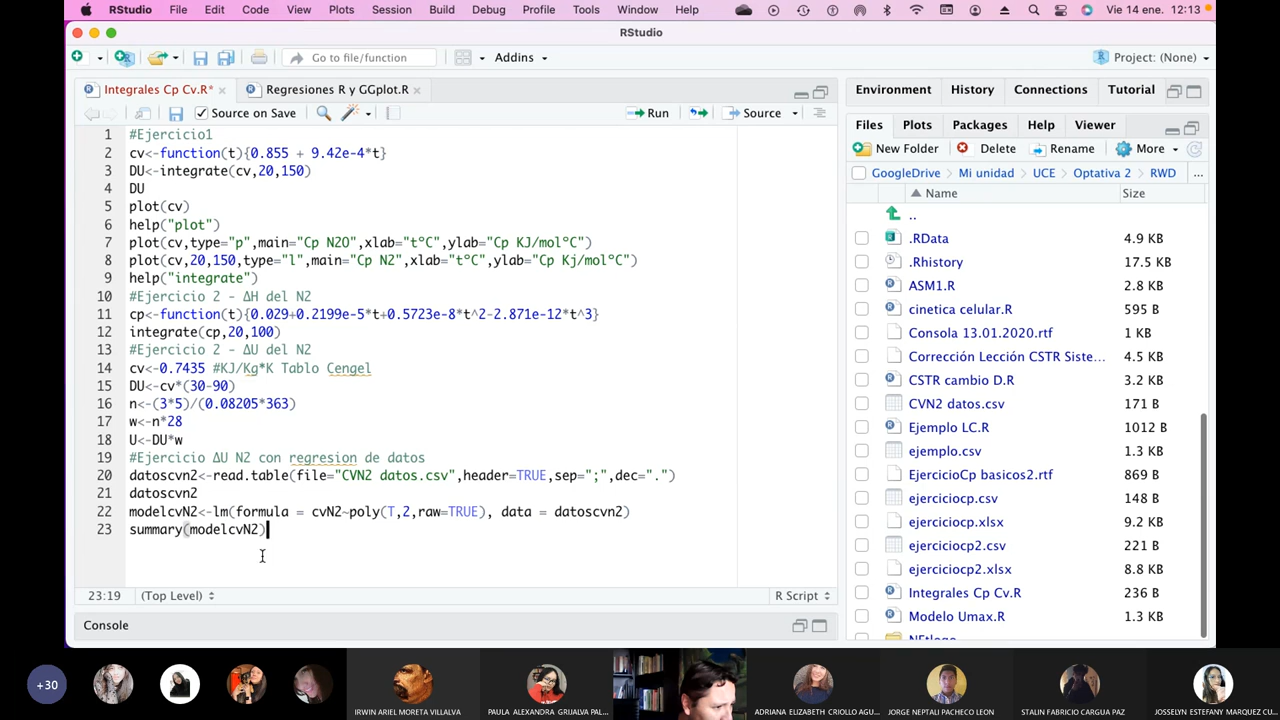 RStudio File Edit Code View Plots Session Build Debug Profile Tools Window Help Vie 14 ene. 12:13
RStudio
Go to file/function Addins Project: (None)
Integrales Cp Cv.R* Regresiones R y GGplot.R
Source on Save Run Source
1 #Ejercicio1
2 cv<-function(t){0.855 + 9.42e-4*t}
3 DU<-integrate(cv,20,150)
4 DU
5 plot(cv)
6 help("plot")
7 plot(cv,type="p",main="Cp N2O",xlab="t°C",ylab="Cp KJ/mol°C")
8 plot(cv,20,150,type="l",main="Cp N2",xlab="t°C",ylab="Cp Kj/mol°C")
9 help("integrate")
10 #Ejercicio 2 - ΔH del N2
11 cp<-function(t){0.029+0.2199e-5*t+0.5723e-8*t^2-2.871e-12*t^3}
12 integrate(cp,20,100)
13 #Ejercicio 2 - ΔU del N2
14 cv<-0.7435 #KJ/Kg*K Tablo Cengel
15 DU<-cv*(30-90)
16 n<-(3*5)/(0.08205*363)
17 w<-n*28
18 U<-DU*w
19 #Ejercicio ΔU N2 con regresion de datos
20 datoscvn2<-read.table(file="CVN2 datos.csv",header=TRUE,sep=";",dec=".")
21 datoscvn2
22 modelcvN2<-lm(formula = cvN2~poly(T,2,raw=TRUE), data = datoscvn2)
23 summary(modelcvN2)
23:19 (Top Level) R Script
Console
Environment History Connections Tutorial
Files Plots Packages Help Viewer
New Folder Delete Rename More
GoogleDrive Mi unidad UCE Optativa 2 RWD ...
Name Size
..
.RData 4.9 KB
.Rhistory 17.5 KB
ASM1.R 2.8 KB
cinetica celular.R 595 B
Consola 13.01.2020.rtf 1 KB
Corrección Lección CSTR Siste... 4.5 KB
CSTR cambio D.R 3.2 KB
CVN2 datos.csv 171 B
Ejemplo LC.R 1012 B
ejemplo.csv 1.3 KB
EjercicioCp basicos2.rtf 869 B
ejerciciocp.csv 148 B
ejerciciocp.xlsx 9.2 KB
ejerciciocp2.csv 221 B
ejerciciocp2.xlsx 8.8 KB
Integrales Cp Cv.R 236 B
Modelo Umax.R 1.3 KB
+30
IRWIN ARIEL MORETA VILLALVA
PAULA ALEXANDRA GRIJALVA PAL...
ADRIANA ELIZABETH CRIOLLO AGU...
JORGE NEPTALI PACHECO LEON
STALIN FABRICIO CARGUA PAZ
JOSSELYN ESTEFANY MARQUEZ CU...